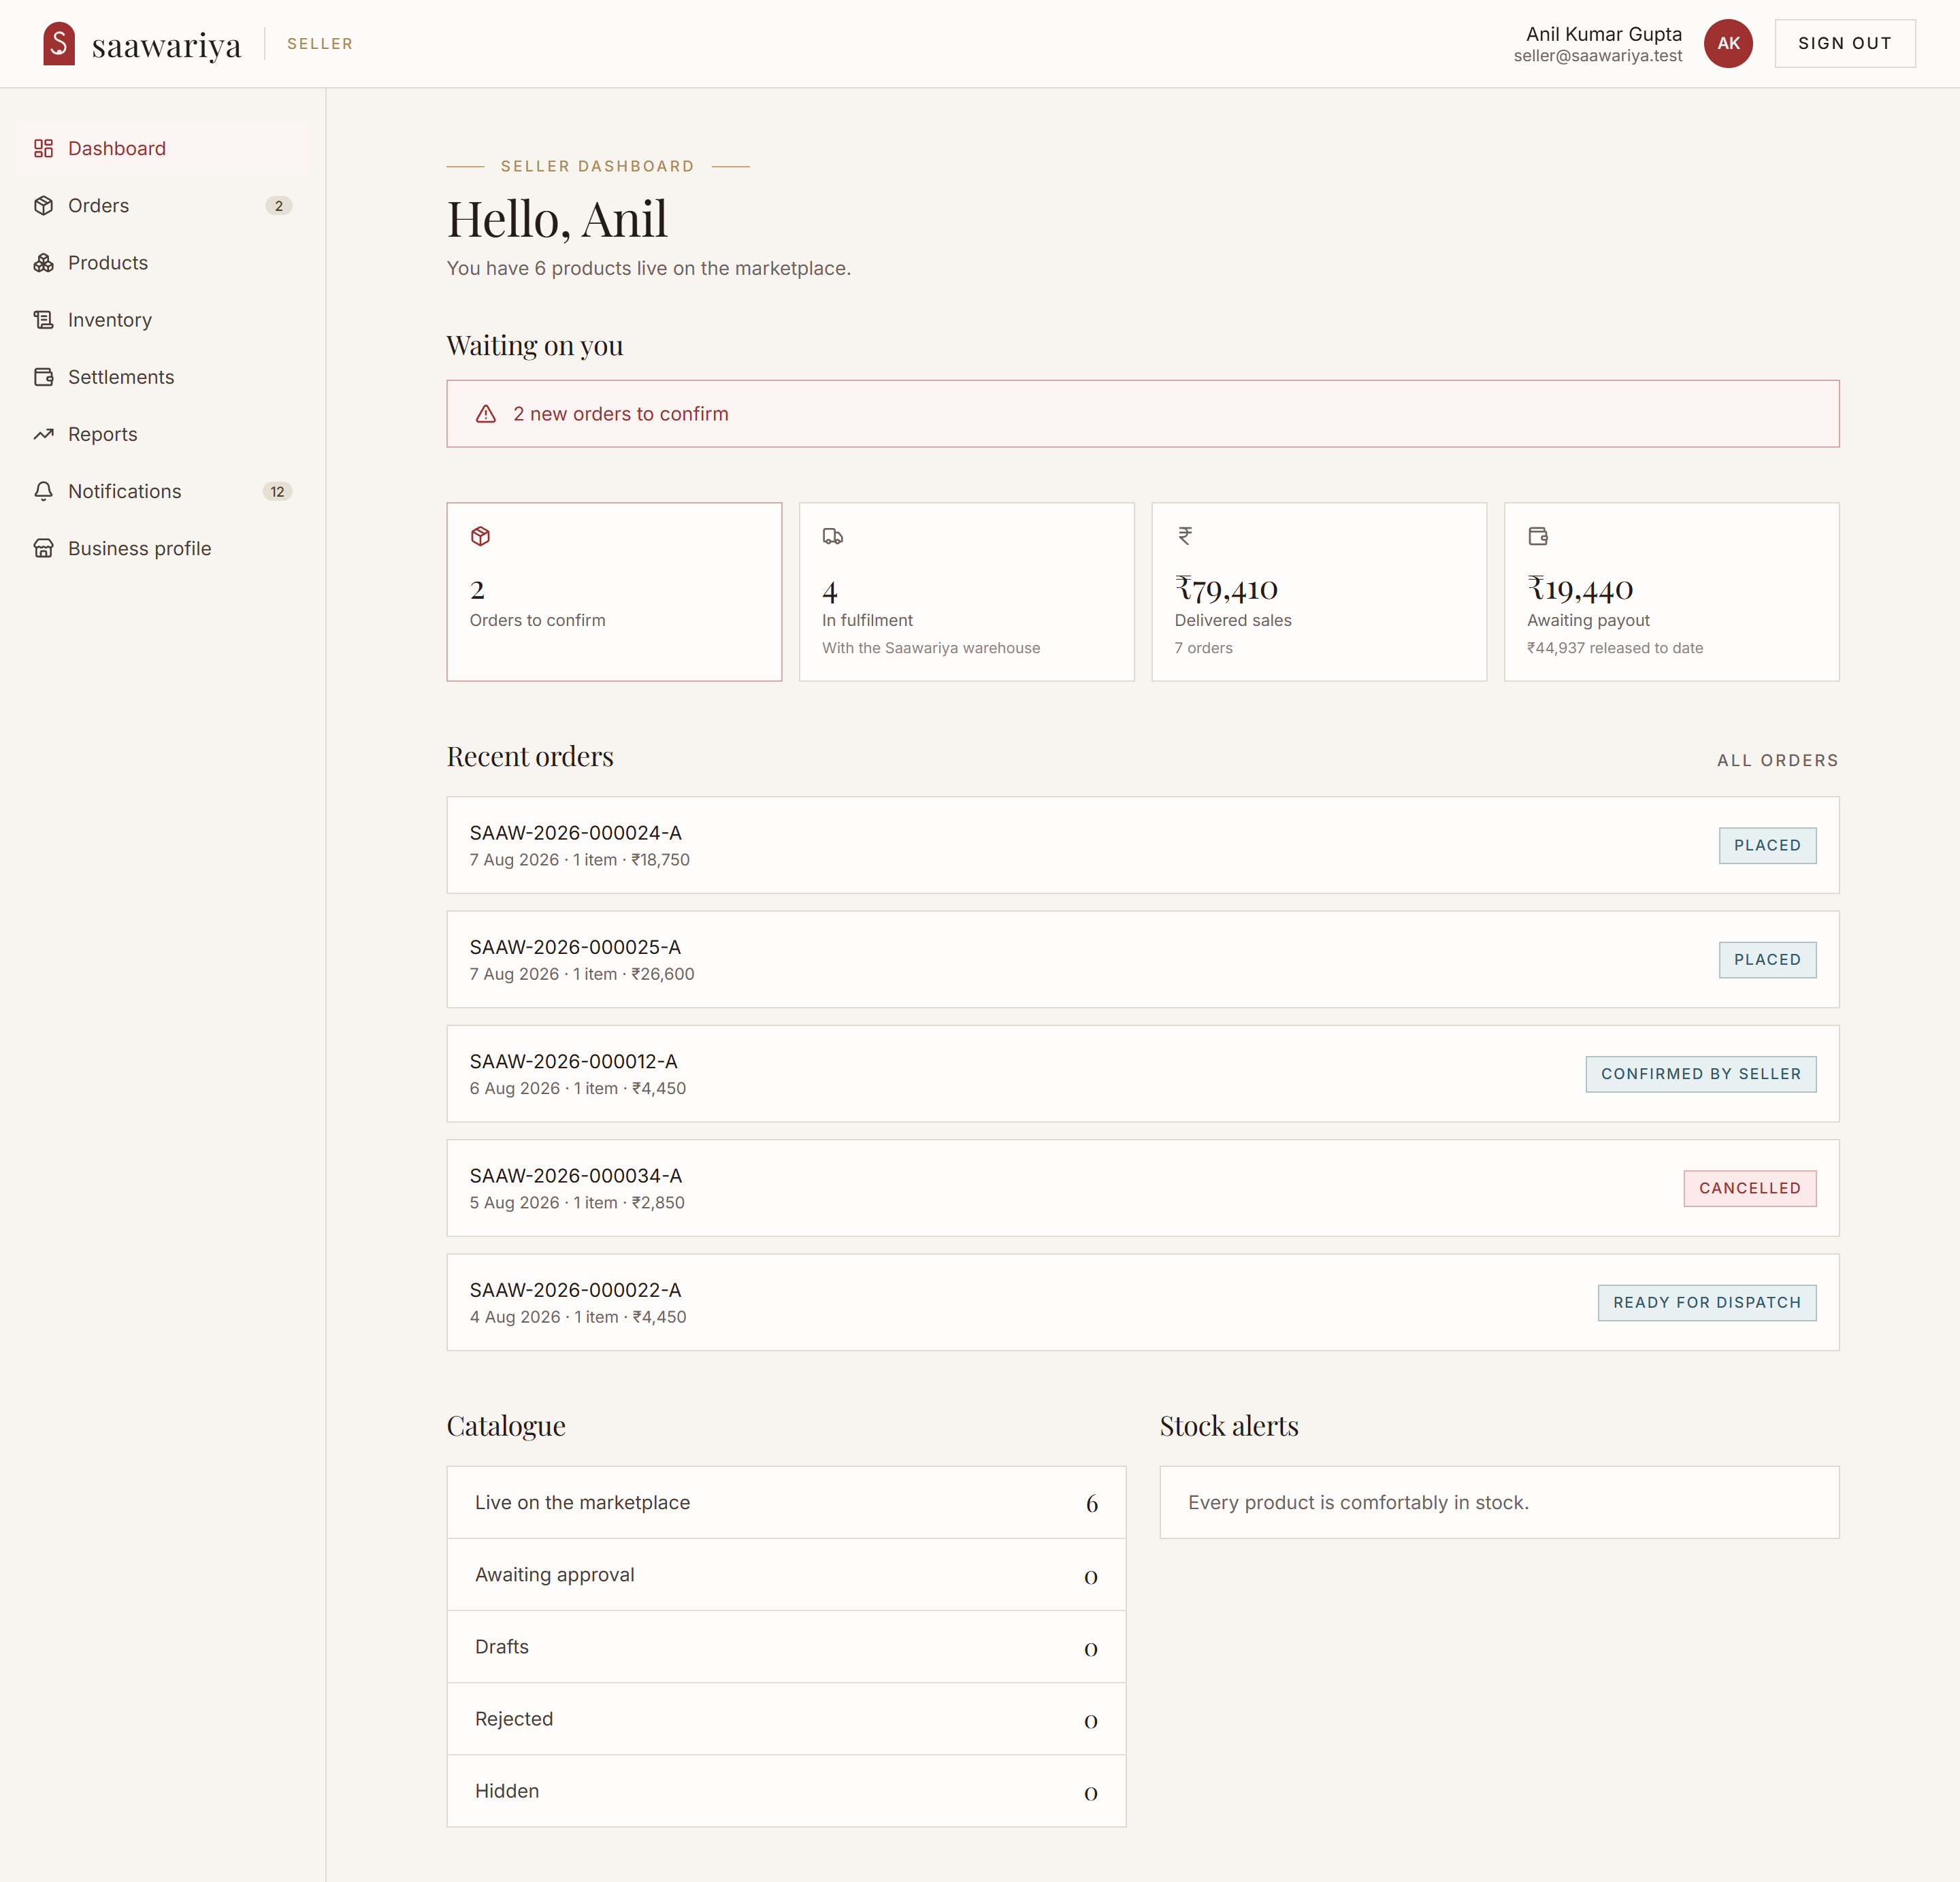 saawariya
SELLER
Anil Kumar Gupta
seller@saawariya.test
AK
SIGN OUT
Dashboard
Orders 2
Products
Inventory
Settlements
Reports
Notifications 12
Business profile
SELLER DASHBOARD
Hello, Anil
You have 6 products live on the marketplace.
Waiting on you
2 new orders to confirm
2
Orders to confirm
4
In fulfilment
With the Saawariya warehouse
₹
₹79,410
Delivered sales
7 orders
₹19,440
Awaiting payout
₹44,937 released to date
Recent orders
ALL ORDERS
SAAW-2026-000024-A
7 Aug 2026 · 1 item · ₹18,750
PLACED
SAAW-2026-000025-A
7 Aug 2026 · 1 item · ₹26,600
PLACED
SAAW-2026-000012-A
6 Aug 2026 · 1 item · ₹4,450
CONFIRMED BY SELLER
SAAW-2026-000034-A
5 Aug 2026 · 1 item · ₹2,850
CANCELLED
SAAW-2026-000022-A
4 Aug 2026 · 1 item · ₹4,450
READY FOR DISPATCH
Catalogue
Live on the marketplace 6
Awaiting approval 0
Drafts 0
Rejected 0
Hidden 0
Stock alerts
Every product is comfortably in stock.